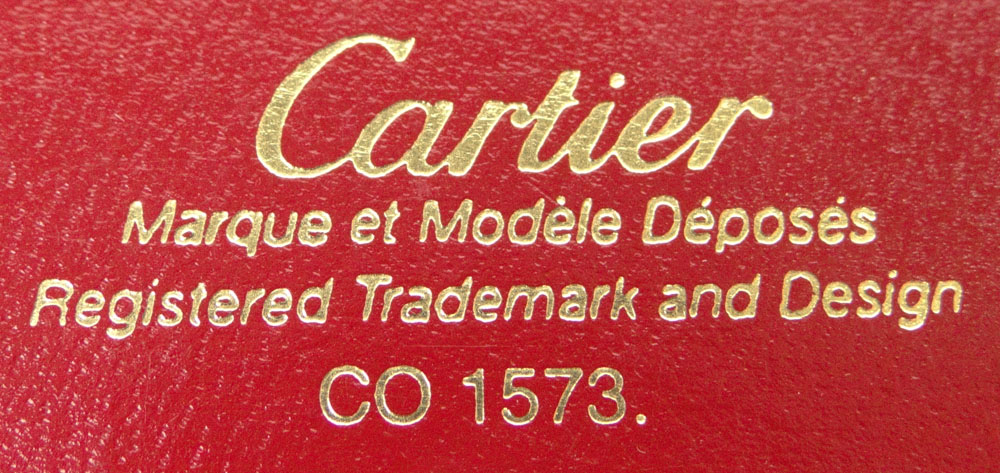 Cartier
Marque et Modèle Déposés
Registered Trademark and Design
CO 1573.